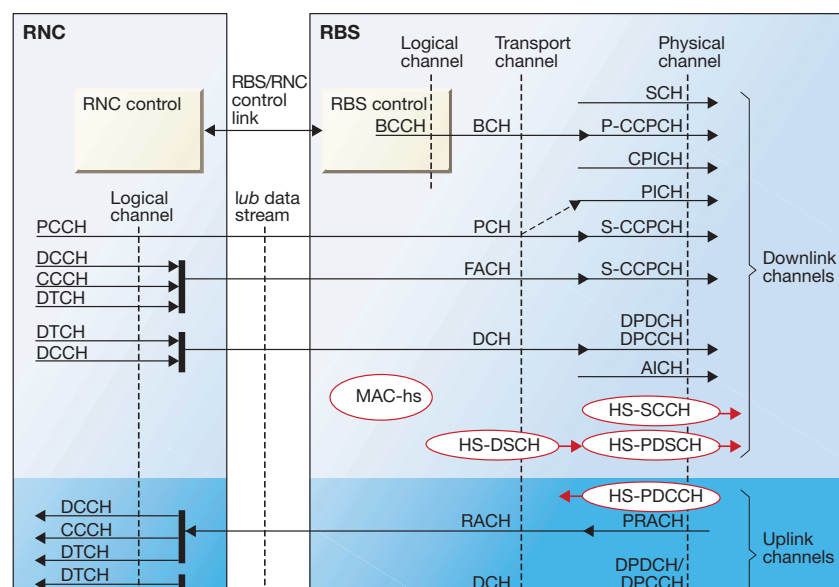 RNC
RBS
Logical
channel
Transport
channel
Physical
channel
RBS/RNC
control
link
RNC control
RBS control
SCH
BCCH
BCH
P-CCPCH
CPICH
PICH
Logical
channel
Iub data
stream
PCCH
PCH
S-CCPCH
DCCH
CCCH
DTCH
FACH
S-CCPCH
Downlink
channels
DTCH
DCCH
DCH
DPDCH
DPCCH
AICH
MAC-hs
HS-SCCH
HS-DSCH
HS-PDSCH
HS-PDCCH
DCCH
CCCH
DTCH
RACH
PRACH
Uplink
channels
DTCH
DCH
DPDCH/
DPCCH